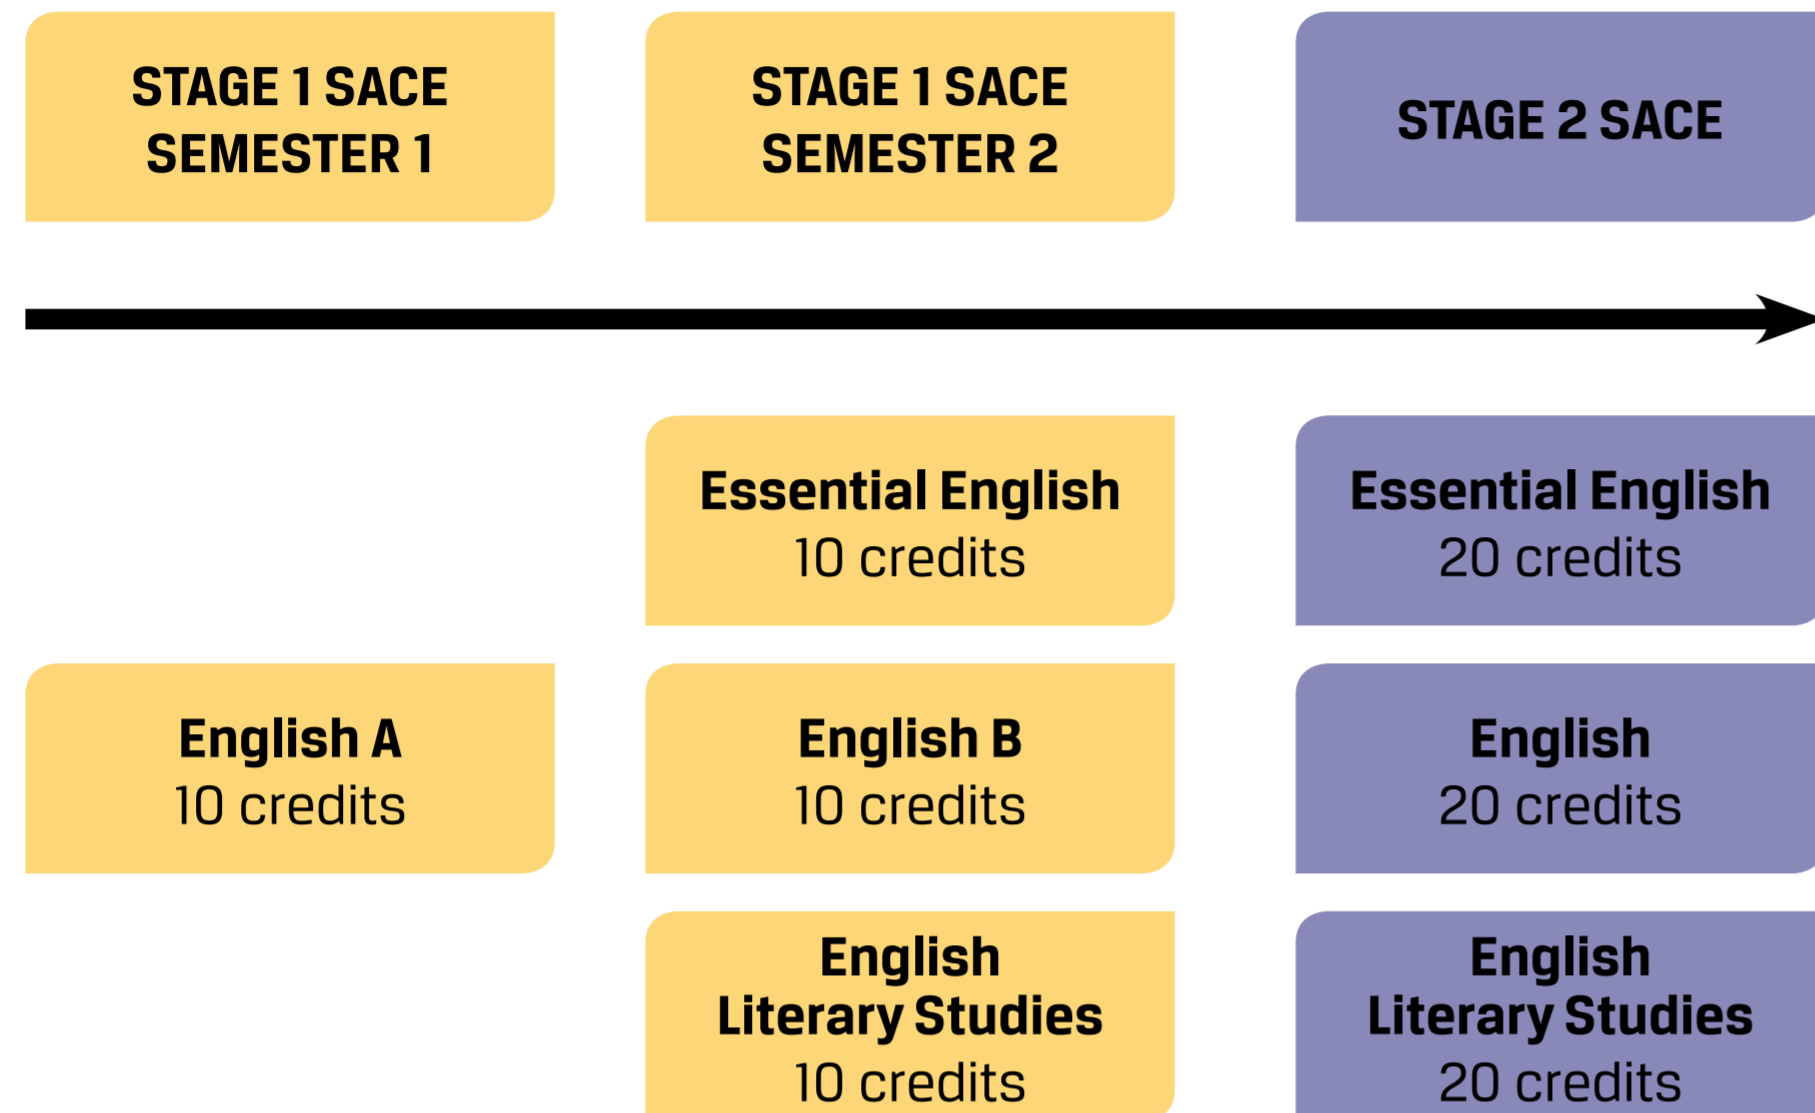 STAGE 1 SACE
SEMESTER 1
STAGE 1 SACE
SEMESTER 2
STAGE 2 SACE
Essential English
10 credits
Essential English
20 credits
English A
10 credits
English B
10 credits
English
20 credits
English
Literary Studies
10 credits
English
Literary Studies
20 credits